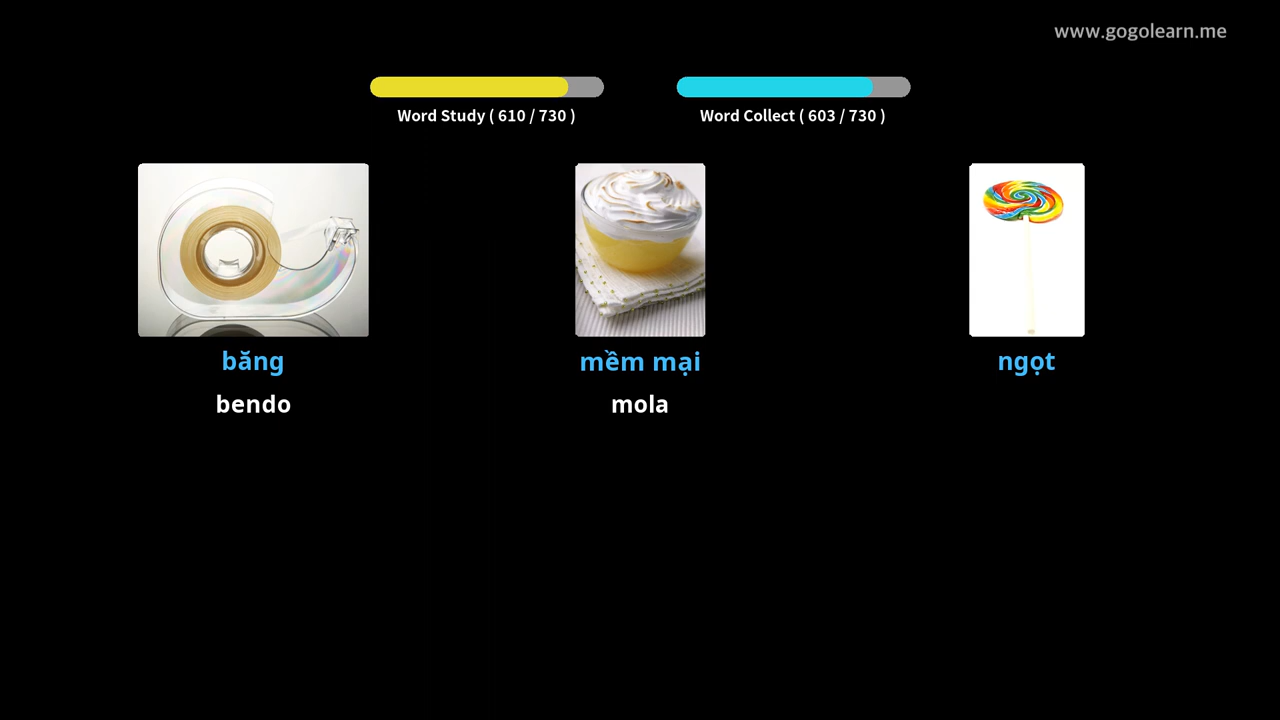 www.gogolearn.me
Word Study ( 610 / 730 )
Word Collect ( 603 / 730 )
băng
mềm mại
ngọt
bendo
mola